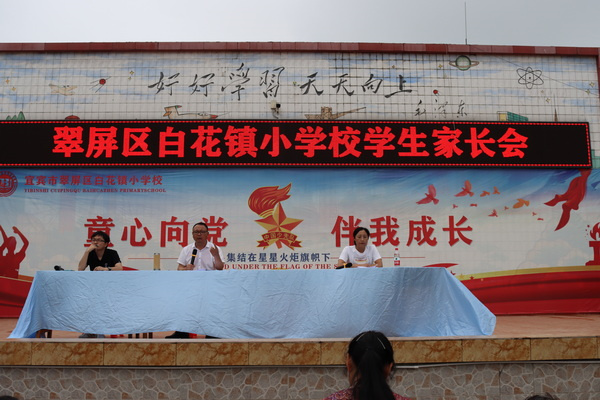 好好学习 天天向上
毛泽东
翠屏区白花镇小学校学生家长会
宜宾市翠屏区白花镇小学校
童心向党 伴我成长
集结在星星火炬旗帜下
UNDER THE FLAG OF THE